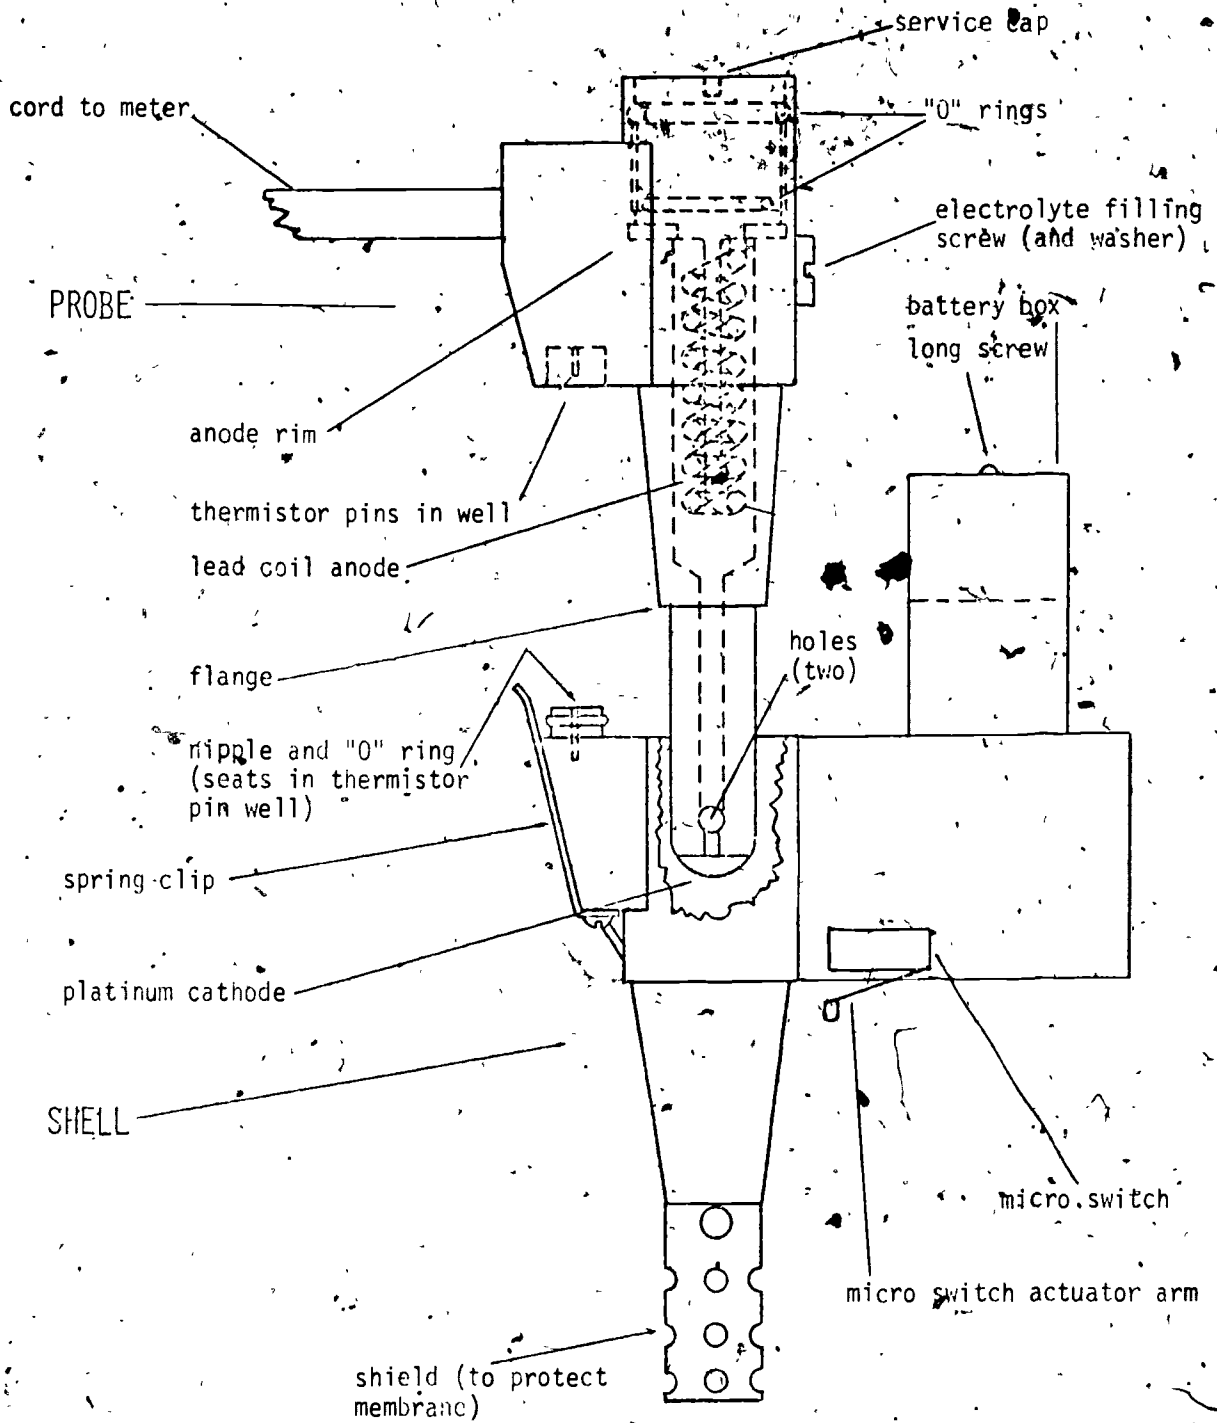 service cap
cord to meter
"O" rings
electrolyte filling
screw (and washer)
PROBE
battery box
long screw
anode rim
thermistor pins in well
lead coil anode
holes
(two)
flange
nipple and "O" ring
(seats in thermistor
pin well)
spring clip
platinum cathode
SHELL
micro switch
micro switch actuator arm
shield (to protect
membrane)